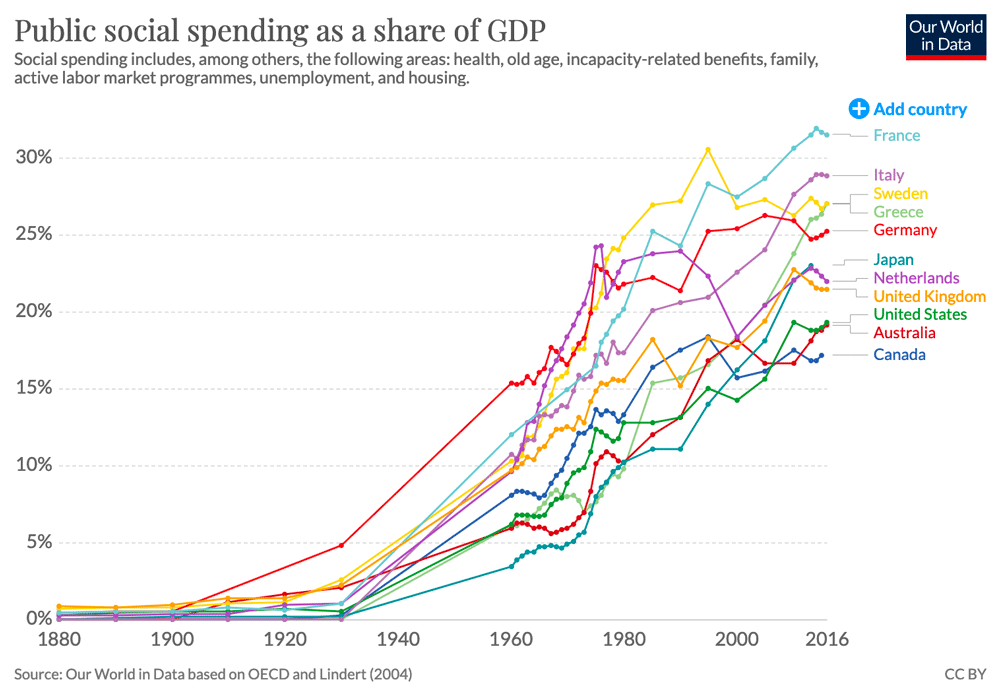 Public social spending as a share of GDP
Our World
in Data
Social spending includes, among others, the following areas: health, old age, incapacity-related benefits, family,
active labor market programmes, unemployment, and housing.
Add country
France
30%
Italy
Sweden
Greece
25%
Germany
Japan
Netherlands
United Kingdom
20%
United States
Australia
Canada
15%
10%
5%
0%
1880
1900
1920
1940
1960
1980
2000
2016
Source: Our World in Data based on OECD and Lindert (2004)
CC BY